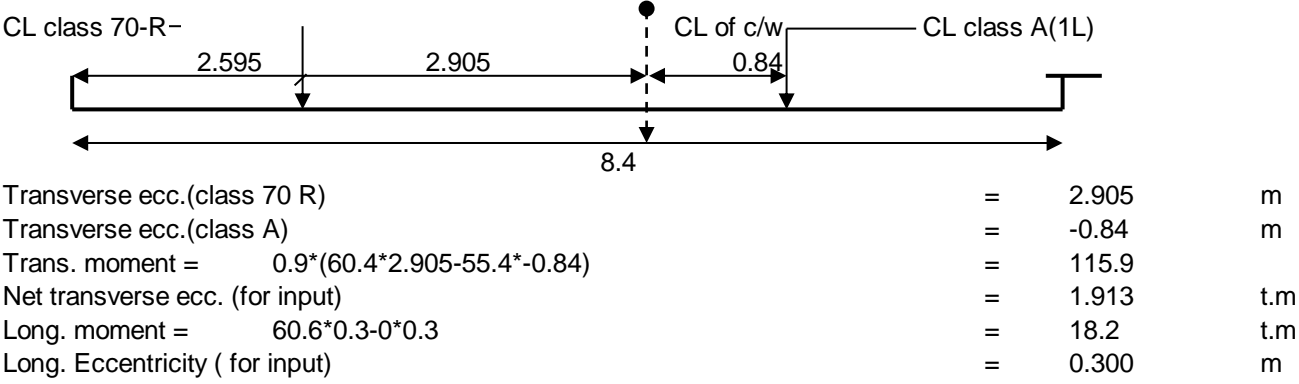 CL class 70-R
CL of c/w
CL class A(1L)
2.595
2.905
0.84
8.4
Transverse ecc.(class 70 R) = 2.905 m
Transverse ecc.(class A) = -0.84 m
Trans. moment = 0.9*(60.4*2.905-55.4*-0.84) = 115.9
Net transverse ecc. (for input) = 1.913 t.m
Long. moment = 60.6*0.3-0*0.3 = 18.2 t.m
Long. Eccentricity ( for input) = 0.300 m